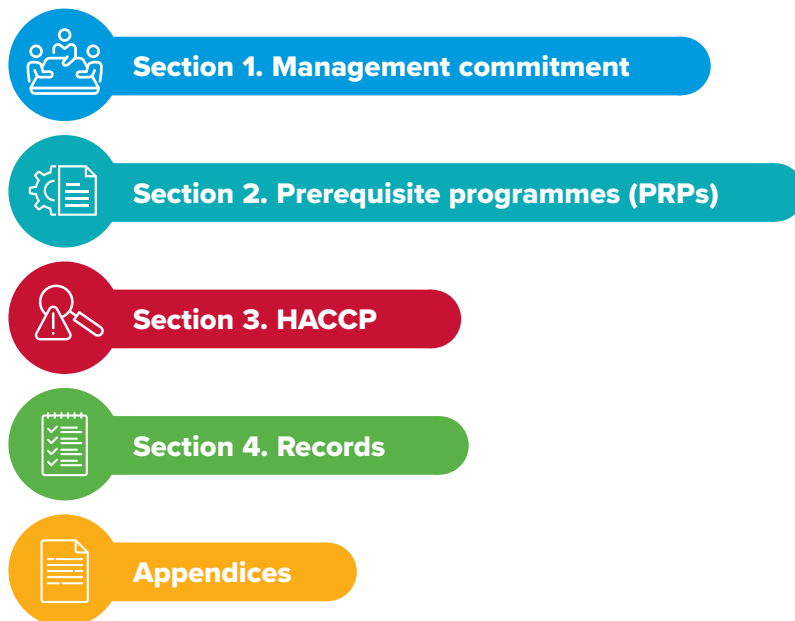 Section 1. Management commitment
Section 2. Prerequisite programmes (PRPs)
Section 3. HACCP
Section 4. Records
Appendices